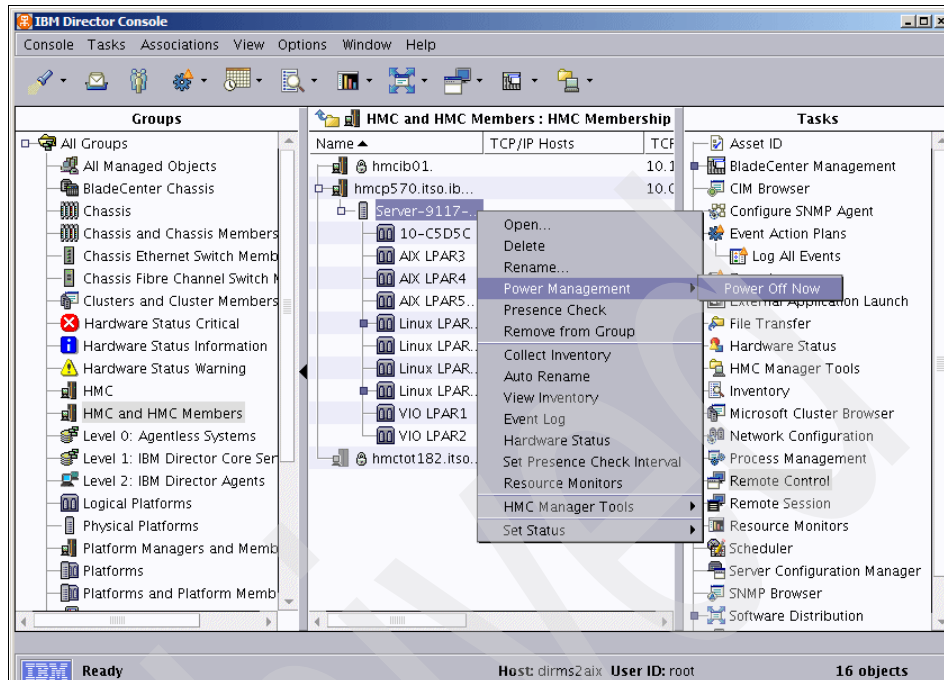 IBM Director Console
Console Tasks Associations View Options Window Help
Groups
All Groups
All Managed Objects
BladeCenter Chassis
Chassis
Chassis and Chassis Members
Chassis Ethernet Switch Memb
Chassis Fibre Channel Switch M
Clusters and Cluster Members
Hardware Status Critical
Hardware Status Information
Hardware Status Warning
HMC
HMC and HMC Members
Level 0: Agentless Systems
Level 1: IBM Director Core Ser
Level 2: IBM Director Agents
Logical Platforms
Physical Platforms
Platform Managers and Memb
Platforms
Platforms and Platform Memb
HMC and HMC Members : HMC Membership
Name TCP/IP Hosts TCF
hmcib01. 10.1
hmcp570.itso.ib... 10.0
Server-9117-...
10-C5D5C
AIX LPAR3
AIX LPAR4
AIX LPAR5..
Linux LPAR..
Linux LPAR..
Linux LPAR..
Linux LPAR..
VIO LPAR1
VIO LPAR2
hmctot182.itso..
Open...
Delete
Rename...
Power Management
Presence Check
Remove from Group
Collect Inventory
Auto Rename
View Inventory
Event Log
Hardware Status
Set Presence Check Interval
Resource Monitors
HMC Manager Tools
Set Status
Power Off Now
Tasks
Asset ID
BladeCenter Management
CIM Browser
Configure SNMP Agent
Event Action Plans
Log All Events
External Application Launch
File Transfer
Hardware Status
HMC Manager Tools
Inventory
Microsoft Cluster Browser
Network Configuration
Process Management
Remote Control
Remote Session
Resource Monitors
Scheduler
Server Configuration Manager
SNMP Browser
Software Distribution
IBM Ready Host: dirms2aix User ID: root 16 objects